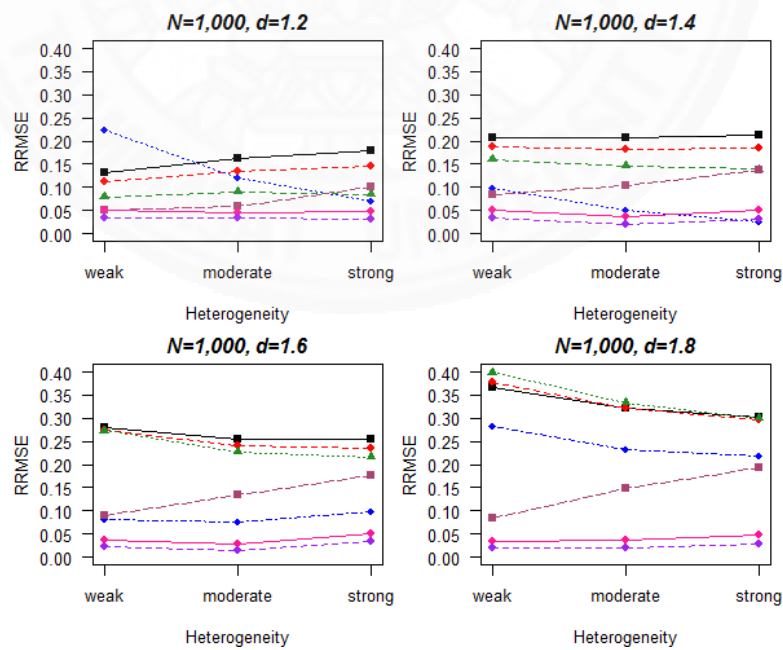 N=1,000, d=1.2
0.40
0.35
0.30
0.25
0.20
0.15
0.10
0.05
0.00
RRMSE
weak moderate strong
Heterogeneity
N=1,000, d=1.4
0.40
0.35
0.30
0.25
0.20
0.15
0.10
0.05
0.00
RRMSE
weak moderate strong
Heterogeneity
N=1,000, d=1.6
0.40
0.35
0.30
0.25
0.20
0.15
0.10
0.05
0.00
RRMSE
weak moderate strong
Heterogeneity
N=1,000, d=1.8
0.40
0.35
0.30
0.25
0.20
0.15
0.10
0.05
0.00
RRMSE
weak moderate strong
Heterogeneity